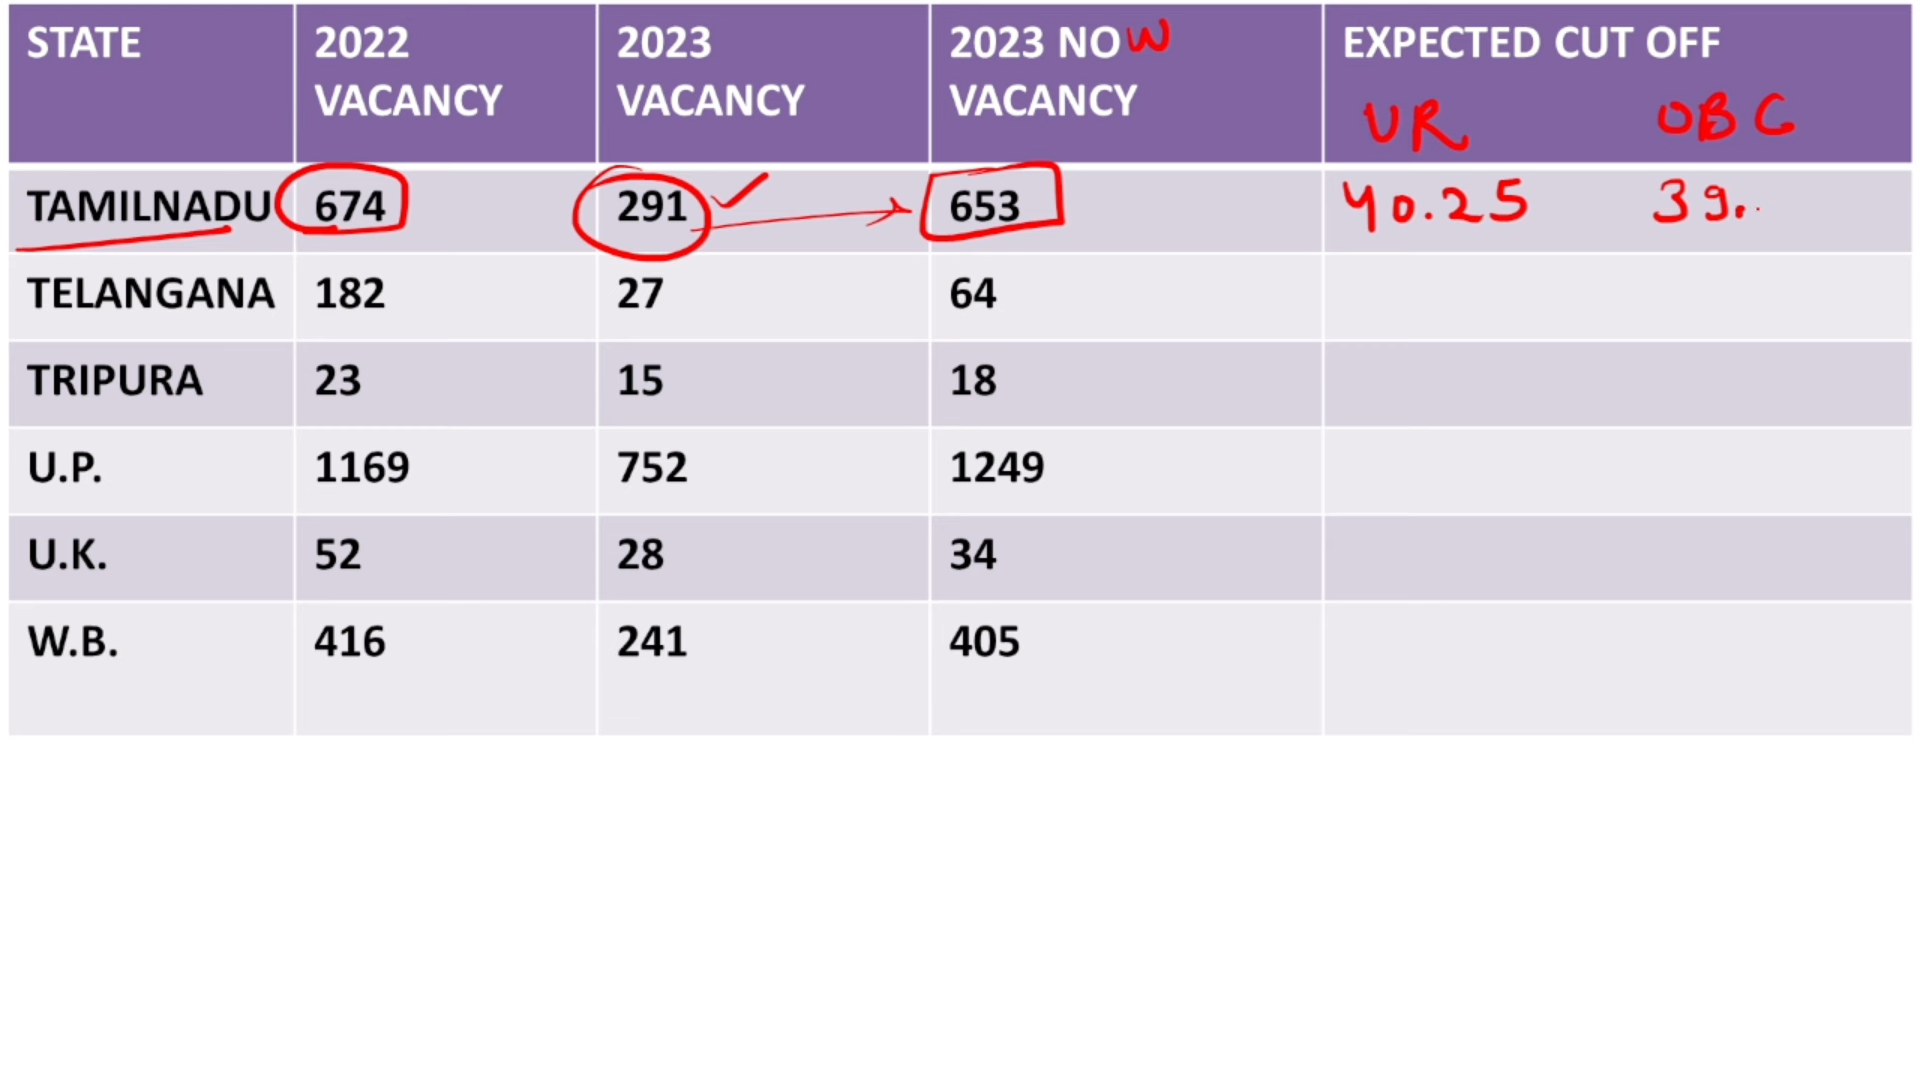 STATE 2022 VACANCY 2023 VACANCY 2023 NOW VACANCY EXPECTED CUT OFF
UR OBC
TAMILNADU 674 291 653 40.25 39.
TELANGANA 182 27 64
TRIPURA 23 15 18
U.P. 1169 752 1249
U.K. 52 28 34
W.B. 416 241 405